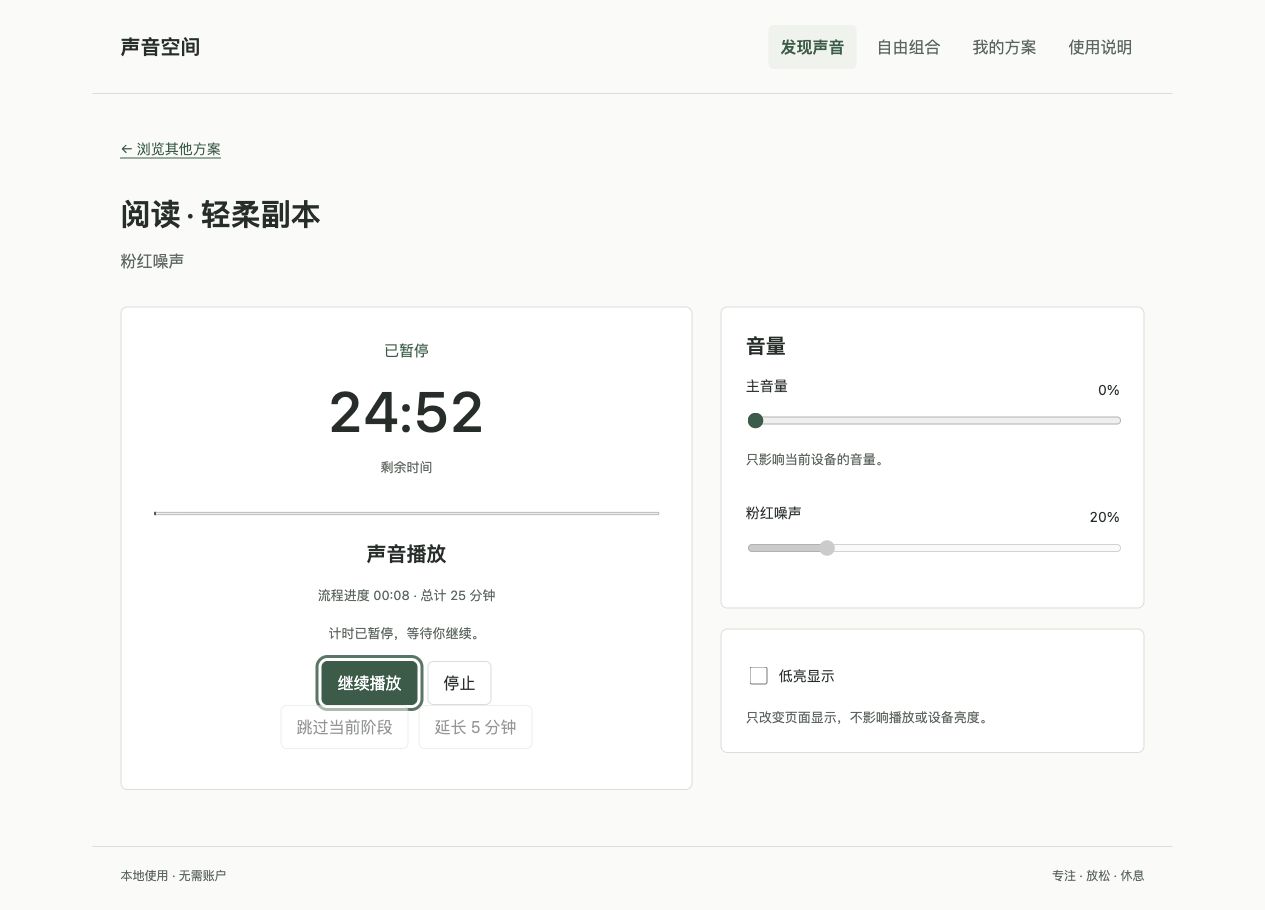 声音空间
发现声音 自由组合 我的方案 使用说明
← 浏览其他方案
阅读 · 轻柔副本
粉红噪声
已暂停
24:52
剩余时间
声音播放
流程进度 00:08 · 总计 25 分钟
计时已暂停，等待你继续。
继续播放 停止
跳过当前阶段 延长 5 分钟
音量
主音量 0%
只影响当前设备的音量。
粉红噪声 20%
低亮显示
只改变页面显示，不影响播放或设备亮度。
本地使用 · 无需账户
专注 · 放松 · 休息